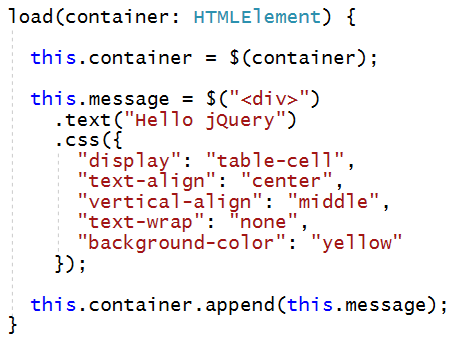 load(container: HTMLElement) {
this.container = $(container);
this.message = $("<div>")
.text("Hello jQuery")
.css({
"display": "table-cell",
"text-align": "center",
"vertical-align": "middle",
"text-wrap": "none",
"background-color": "yellow"
});
this.container.append(this.message);
}